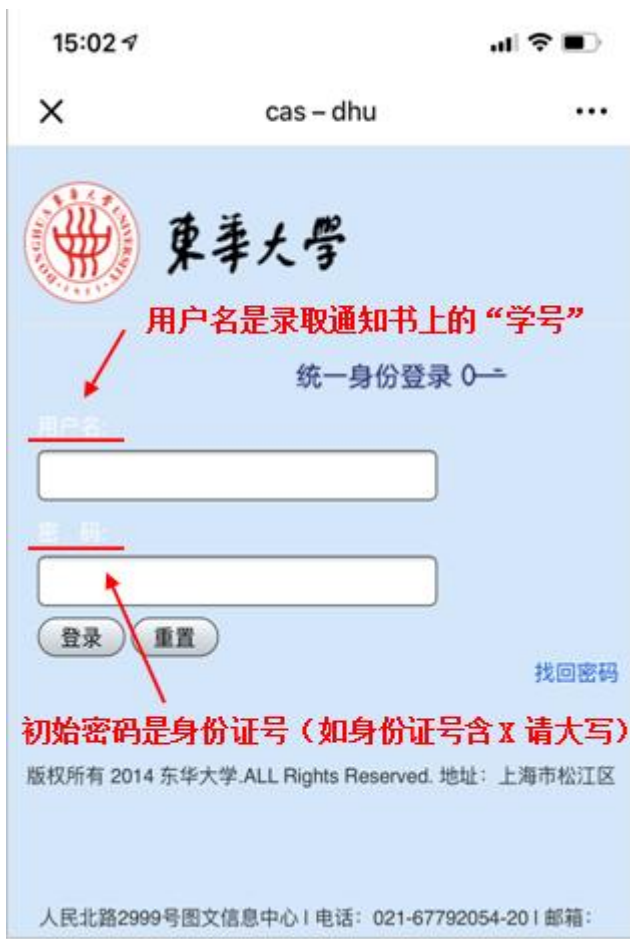 15:02
cas – dhu
DONGHUA UNIVERSITY
東華大學
用户名是录取通知书上的“学号”
统一身份登录
用户名:
密 码:
登录 重置
找回密码
初始密码是身份证号（如身份证号含X 请大写）
版权所有 2014 东华大学.ALL Rights Reserved. 地址：上海市松江区
人民北路2999号图文信息中心 I 电话：021-67792054-20 I 邮箱：